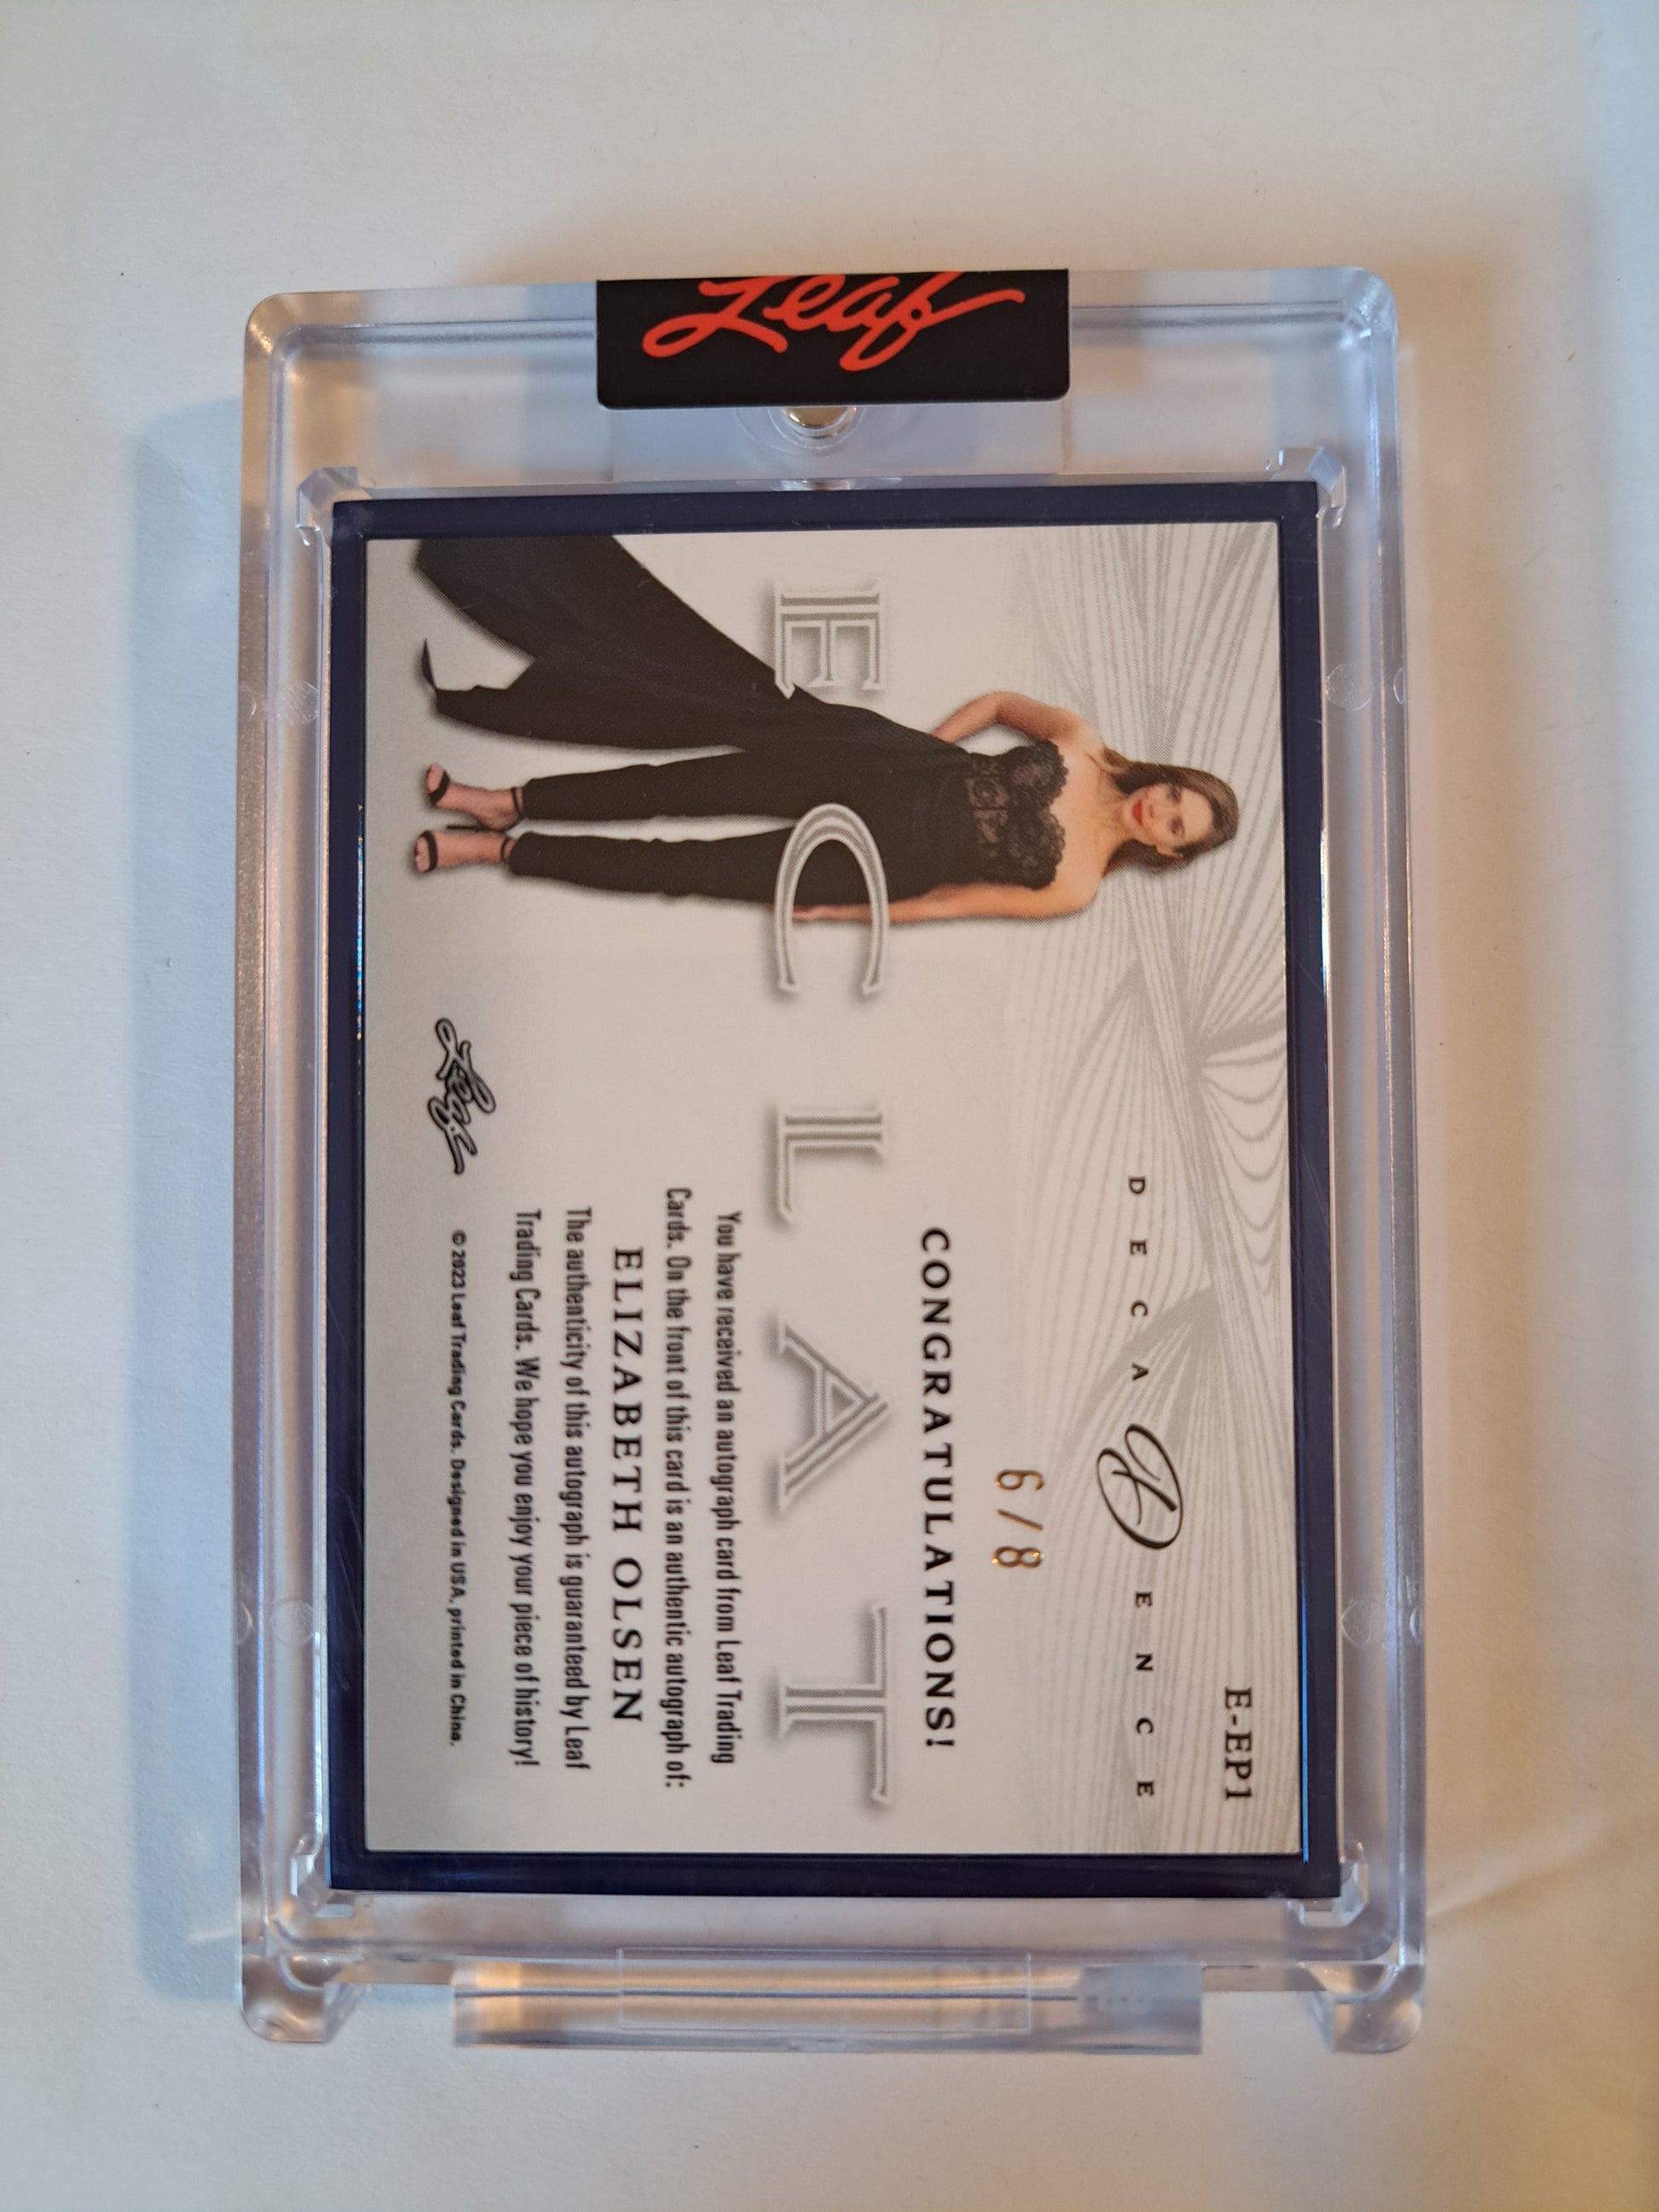 Leaf
E-EP1
DECADENCE
6/8
CONGRATULATIONS!
ECLAT
You have received an autograph card from Leaf Trading
Cards. On the front of this card is an authentic autograph of:
ELIZABETH OLSEN
The authenticity of this autograph is guaranteed by Leaf
Trading Cards. We hope you enjoy your piece of history!
Leaf
© 2023 Leaf Trading Cards. Designed in USA, printed in China.